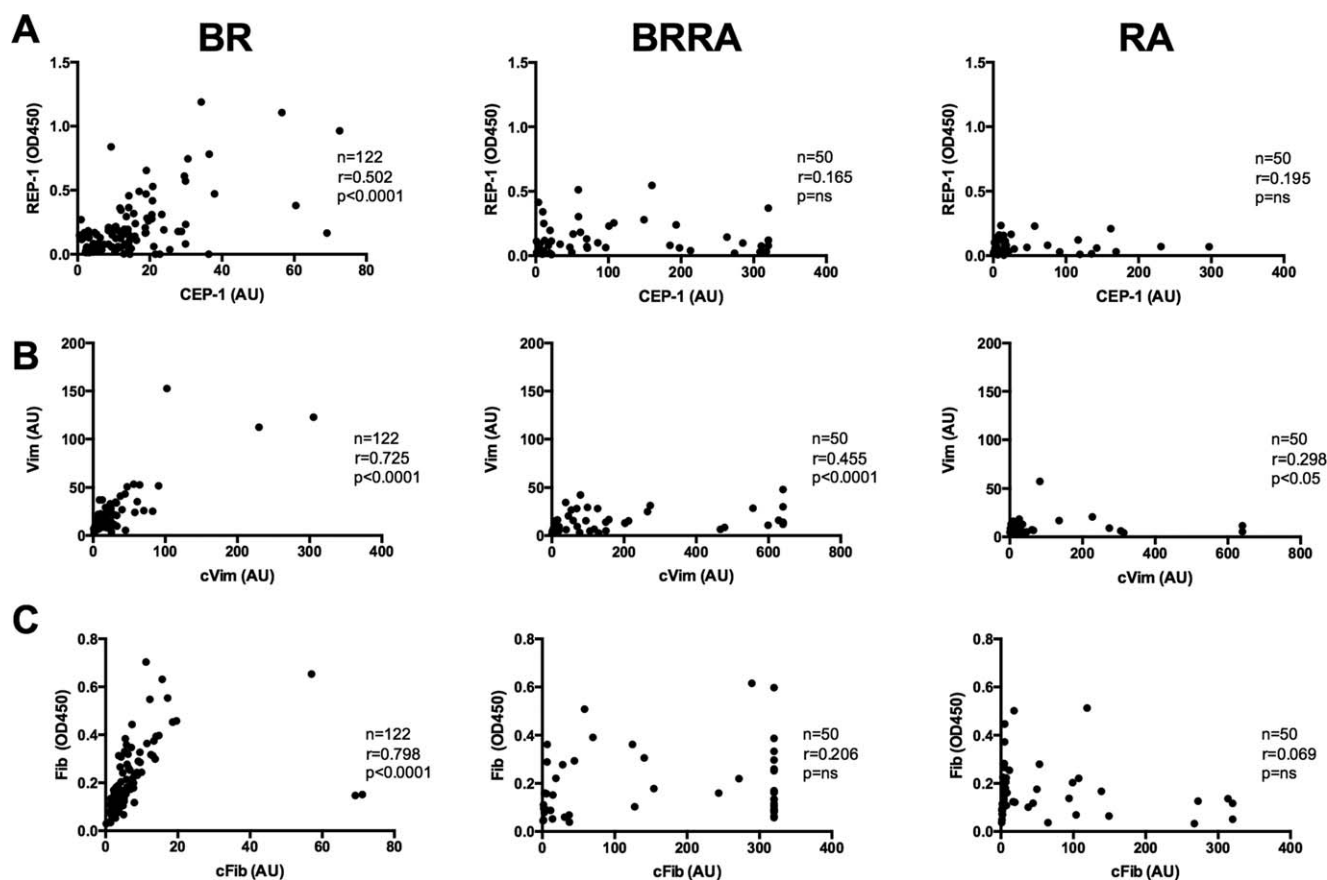 A
BR
BRRA
RA
REP-1 (OD450)
1.5
1.0
0.5
0.0
0 20 40 60 80
CEP-1 (AU)
n=122
r=0.502
p<0.0001
REP-1 (OD450)
1.5
1.0
0.5
0.0
0 100 200 300 400
CEP-1 (AU)
n=50
r=0.165
p=ns
REP-1 (OD450)
1.5
1.0
0.5
0.0
0 100 200 300 400
CEP-1 (AU)
n=50
r=0.195
p=ns
B
Vim (AU)
200
150
100
50
0
0 100 200 300 400
cVim (AU)
n=122
r=0.725
p<0.0001
Vim (AU)
200
150
100
50
0
0 200 400 600 800
cVim (AU)
n=50
r=0.455
p<0.0001
Vim (AU)
200
150
100
50
0
0 200 400 600 800
cVim (AU)
n=50
r=0.298
p<0.05
C
Fib (OD450)
0.8
0.6
0.4
0.2
0.0
0 20 40 60 80
cFib (AU)
n=122
r=0.798
p<0.0001
Fib (OD450)
0.8
0.6
0.4
0.2
0.0
0 100 200 300 400
cFib (AU)
n=50
r=0.206
p=ns
Fib (OD450)
0.8
0.6
0.4
0.2
0.0
0 100 200 300 400
cFib (AU)
n=50
r=0.069
p=ns